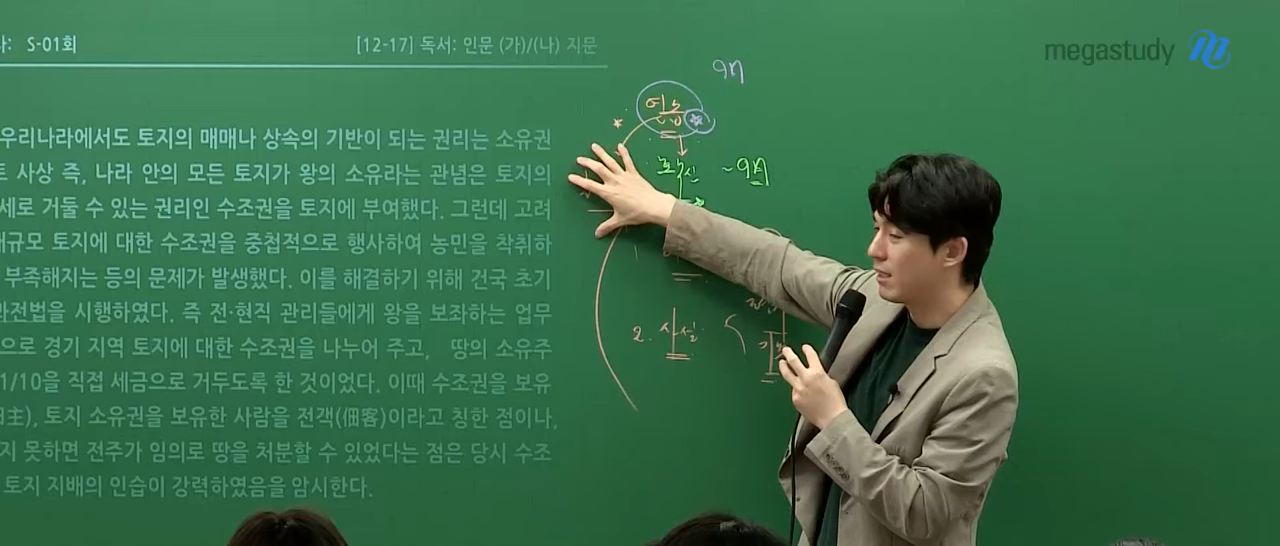 S-01회
[12-17] 독서: 인문 (가)/(나) 지문
megastudy
9월
우리나라에서도 토지의 매매나 상속의 기반이 되는 권리는 소유권
사상 즉, 나라 안의 모든 토지가 왕의 소유라는 관념은 토지의
세로 거둘 수 있는 권리인 수조권을 토지에 부여했다. 그런데 고려
규모 토지에 대한 수조권을 중첩적으로 행사하여 농민을 착취하
~9월
부족해지는 등의 문제가 발생했다. 이를 해결하기 위해 건국 초기
시행하였다. 즉 전·현직 관리들에게 왕을 보좌하는 업무
으로 경기 지역 토지에 대한 수조권을 나누어 주고, 땅의 소유주
2. 사실
1/10을 직접 세금으로 거두도록 한 것이었다. 이때 수조권을 보유
主), 토지 소유권을 보유한 사람을 전객(佃客)이라고 칭한 점이나,
지 못하면 전주가 임의로 땅을 처분할 수 있었다는 점은 당시 수조
토지 지배의 인습이 강력하였음을 암시한다.